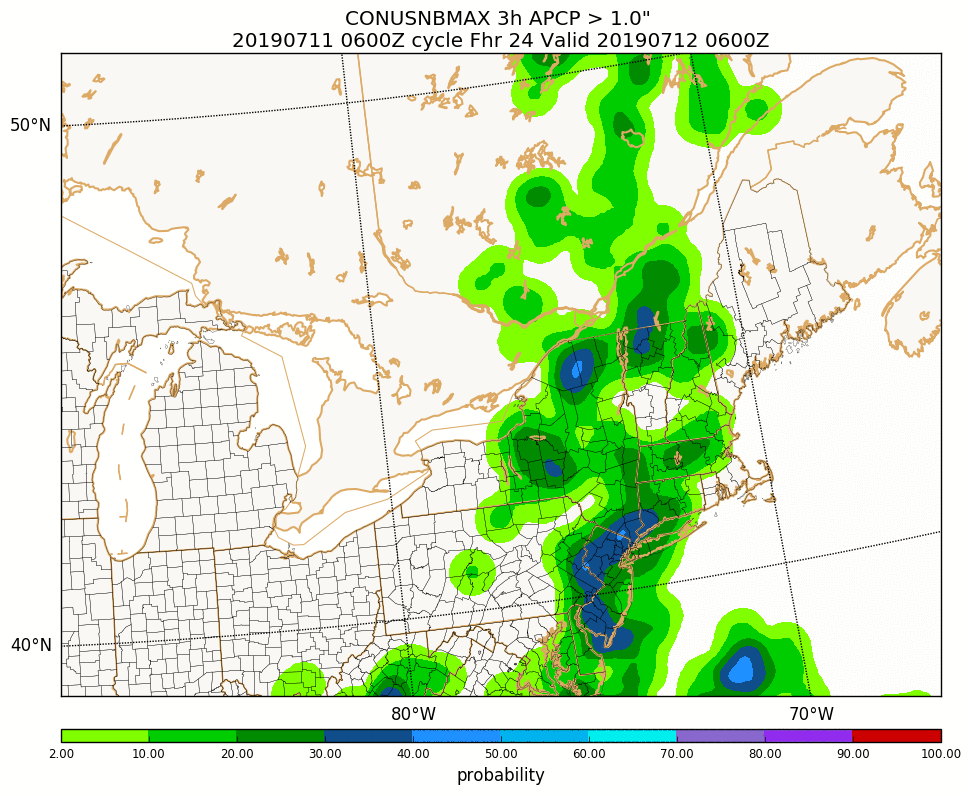 CONUSNBMAX 3h APCP > 1.0"
20190711 0600Z cycle Fhr 24 Valid 20190712 0600Z
50°N
40°N
80°W 70°W
2.00 10.00 20.00 30.00 40.00 50.00 60.00 70.00 80.00 90.00 100.00
probability